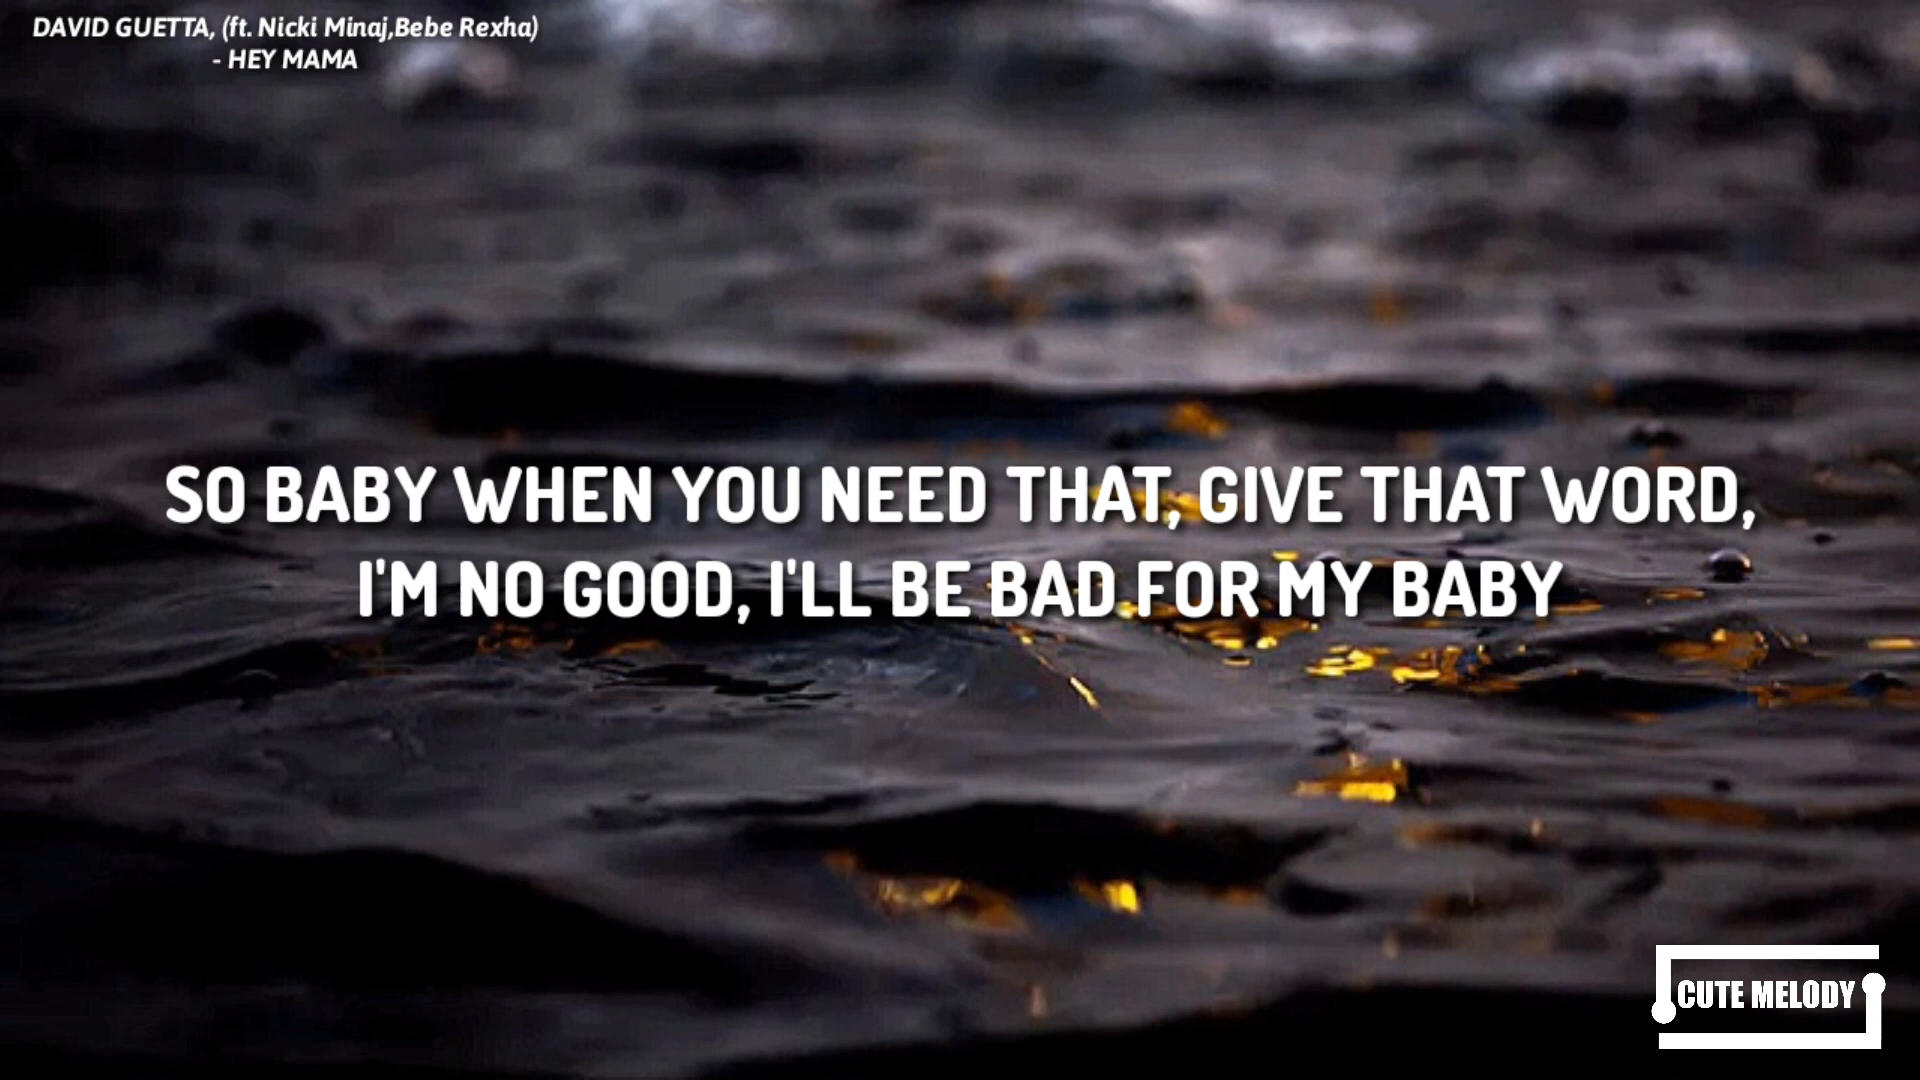 DAVID GUETTA, (ft. Nicki Minaj,Bebe Rexha)
- HEY MAMA
SO BABY WHEN YOU NEED THAT, GIVE THAT WORD,
I'M NO GOOD, I'LL BE BAD FOR MY BABY
CUTE MELODY